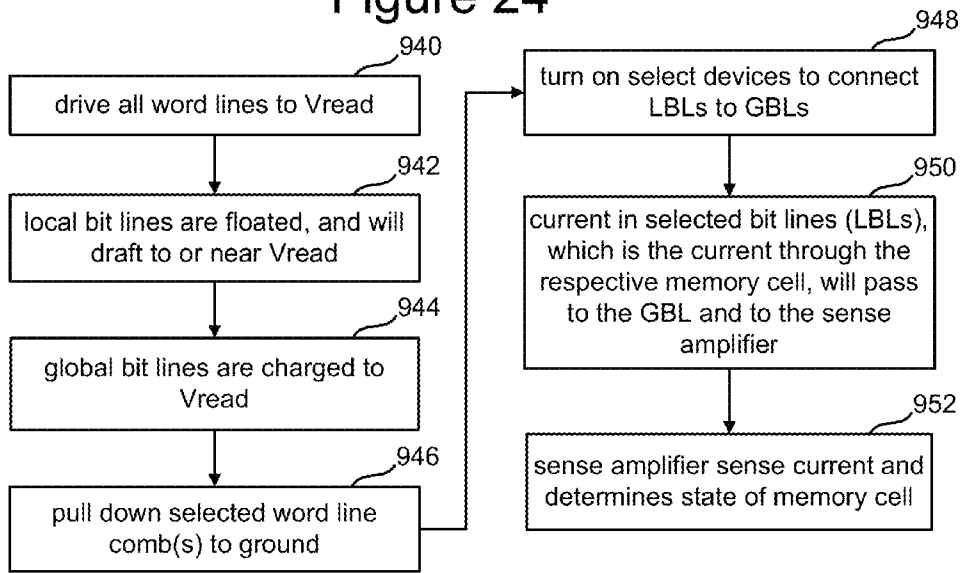 Figure 24
940
drive all word lines to Vread
942
local bit lines are floated, and will
draft to or near Vread
944
global bit lines are charged to
Vread
946
pull down selected word line
comb(s) to ground
948
turn on select devices to connect
LBLs to GBLs
950
current in selected bit lines (LBLs),
which is the current through the
respective memory cell, will pass
to the GBL and to the sense
amplifier
952
sense amplifier sense current and
determines state of memory cell